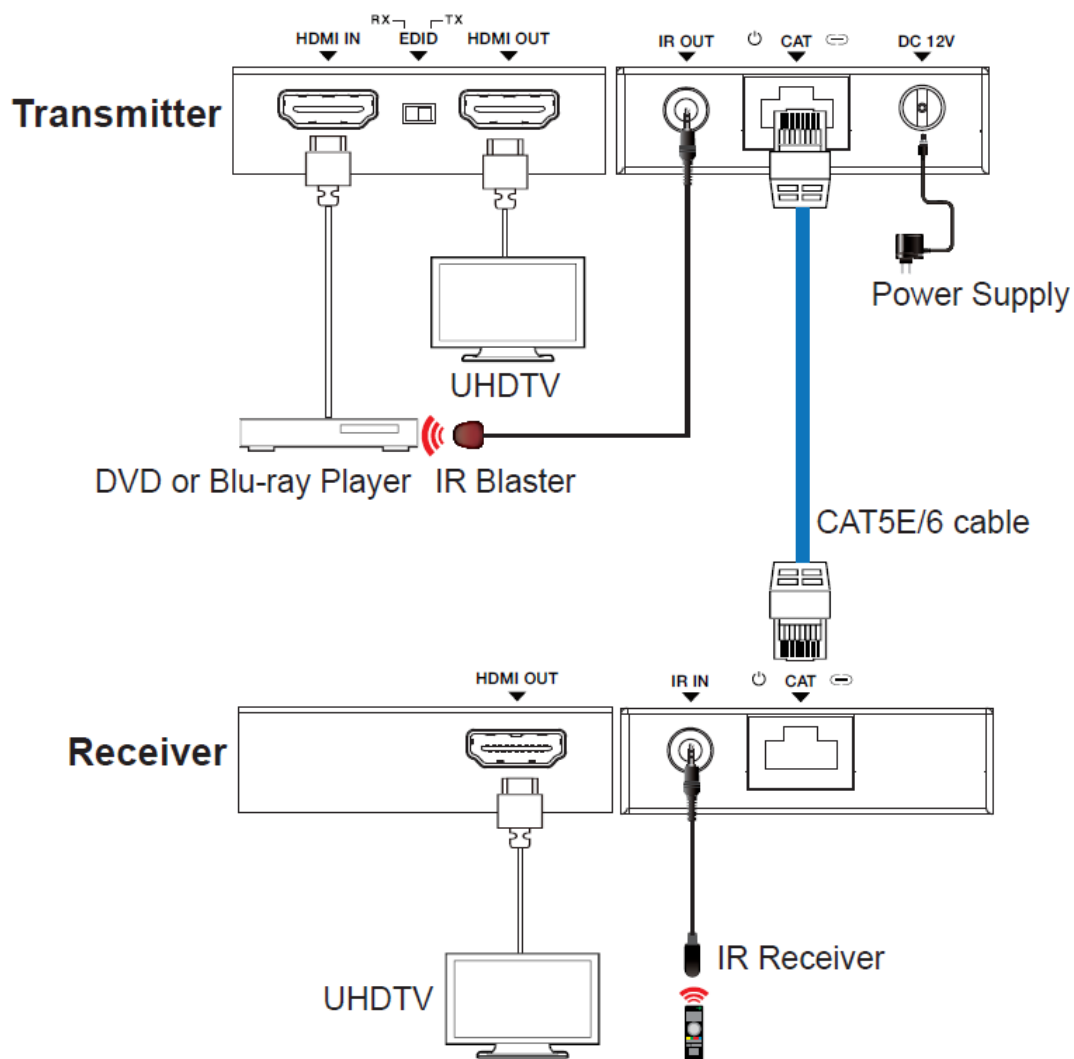 RX TX
HDMI IN EDID HDMI OUT
IR OUT CAT DC 12V
Transmitter
Power Supply
UHDTV
DVD or Blu-ray Player IR Blaster
CAT5E/6 cable
HDMI OUT
IR IN CAT
Receiver
IR Receiver
UHDTV